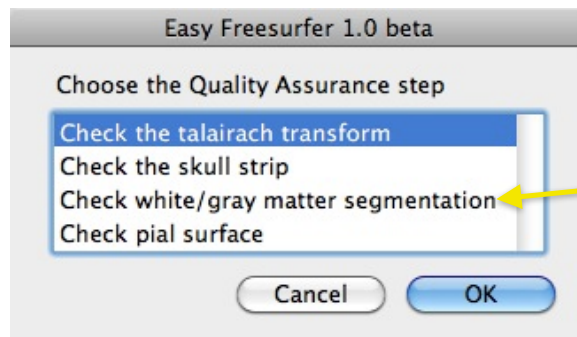 Easy Freesurfer 1.0 beta
Choose the Quality Assurance step
Check the talairach transform
Check the skull strip
Check white/gray matter segmentation
Check pial surface
Cancel OK